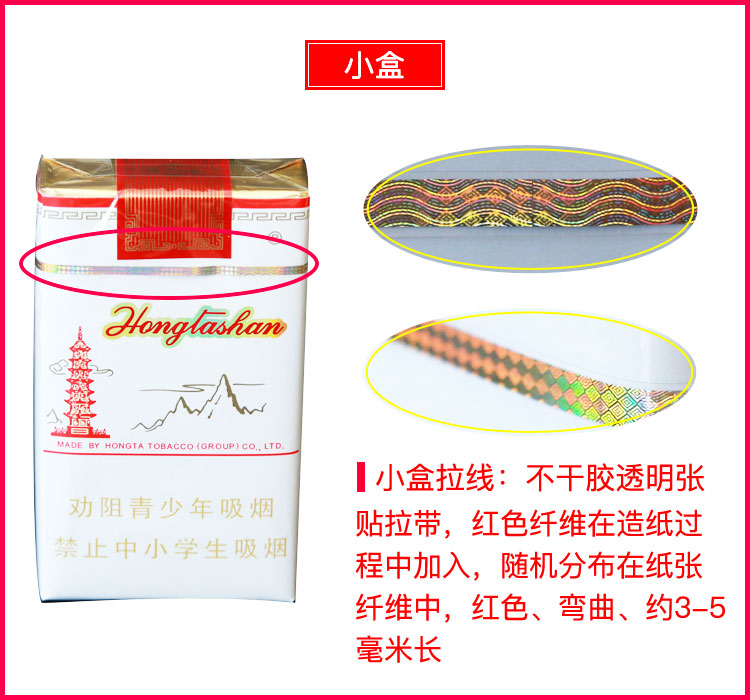 小盒
®
Hongtashan
MADE BY HONGTA TOBACCO (GROUP) CO., LTD.
劝阻青少年吸烟
禁止中小学生吸烟
小盒拉线：不干胶透明张
贴拉带，红色纤维在造纸过
程中加入，随机分布在纸张
纤维中，红色、弯曲、约3-5
毫米长